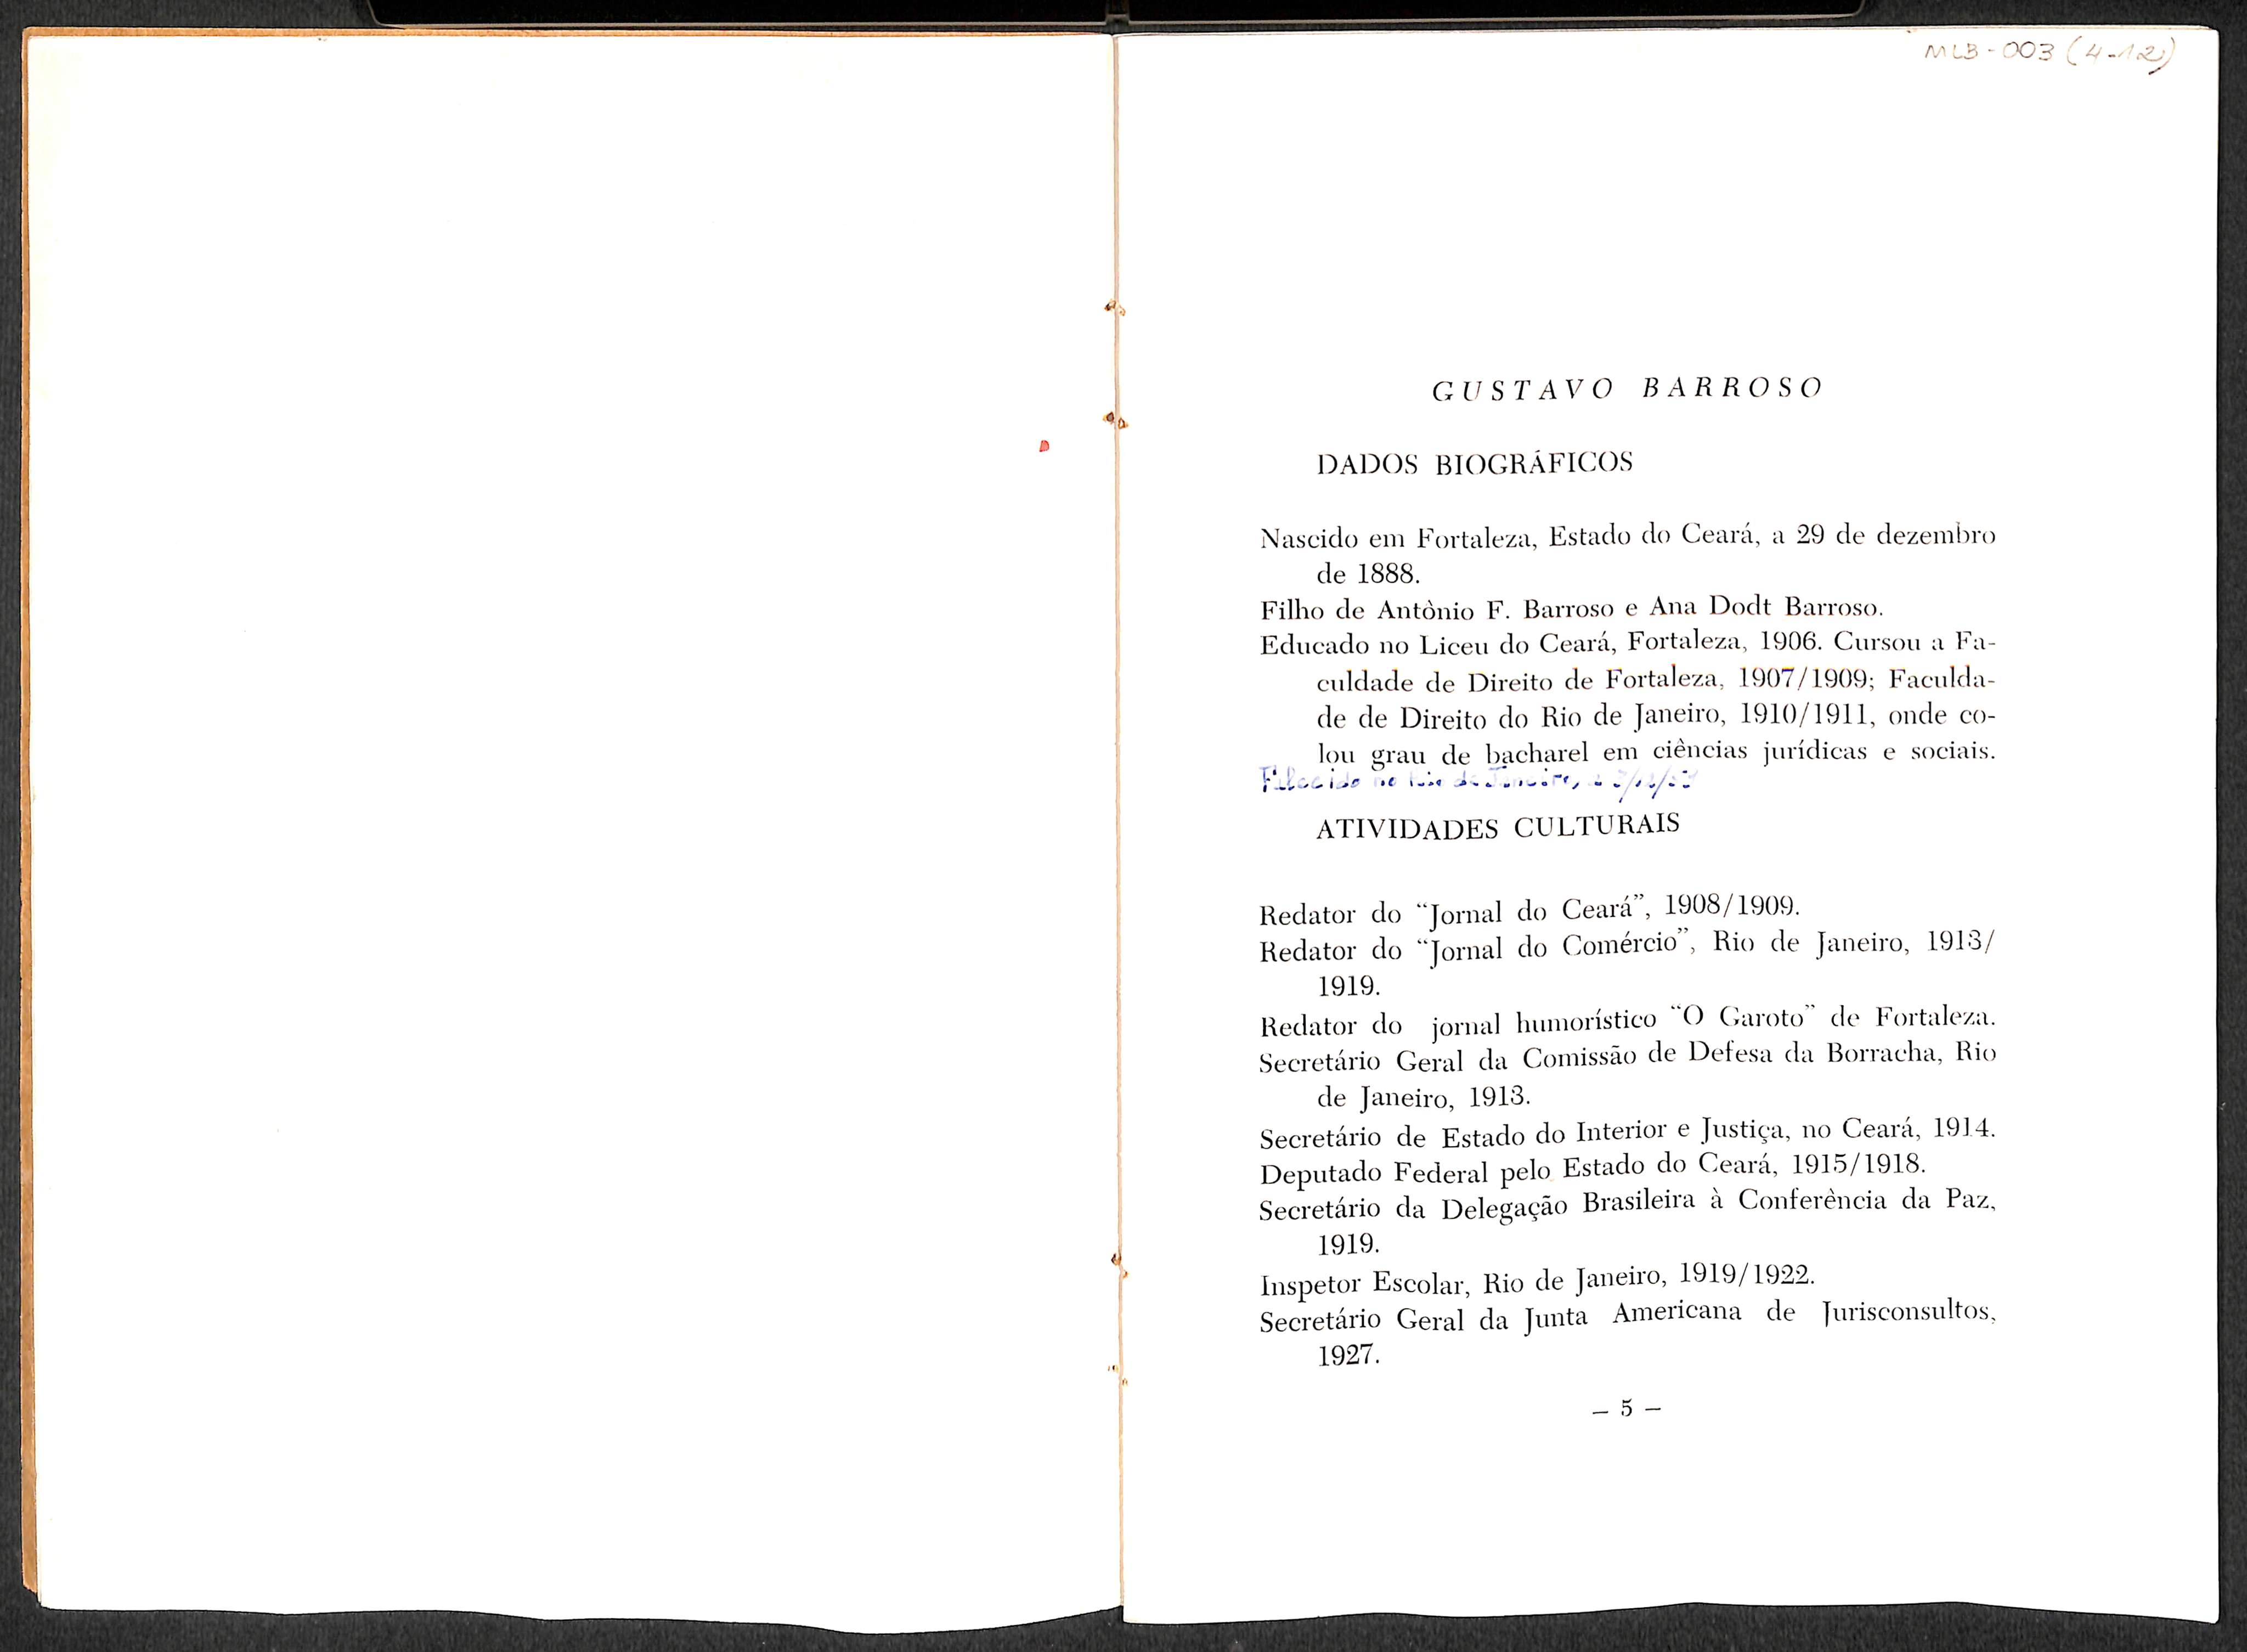 MLB-003 (4-12)
GUSTAVO BARROSO
DADOS BIOGRÁFICOS
Nascido em Fortaleza, Estado do Ceará, a 29 de dezembro
de 1888.
Filho de Antônio F. Barroso e Ana Dodt Barroso.
Educado no Liceu do Ceará, Fortaleza, 1906. Cursou a Fa-
culdade de Direito de Fortaleza, 1907/1909; Faculda-
de de Direito do Rio de Janeiro, 1910/1911, onde co-
lou grau de bacharel em ciências jurídicas e sociais.
Falecido no Rio de Janeiro, a
ATIVIDADES CULTURAIS
Redator do “Jornal do Ceará”, 1908/1909.
Redator do “Jornal do Comércio”, Rio de Janeiro, 1913/
1919.
Redator do jornal humorístico “O Garoto” de Fortaleza.
Secretário Geral da Comissão de Defesa da Borracha, Rio
de Janeiro, 1913.
Secretário de Estado do Interior e Justiça, no Ceará, 1914.
Deputado Federal pelo Estado do Ceará, 1915/1918.
Secretário da Delegação Brasileira à Conferência da Paz,
1919.
Inspetor Escolar, Rio de Janeiro, 1919/1922.
Secretário Geral da Junta Americana de Jurisconsultos,
1927.
— 5 —